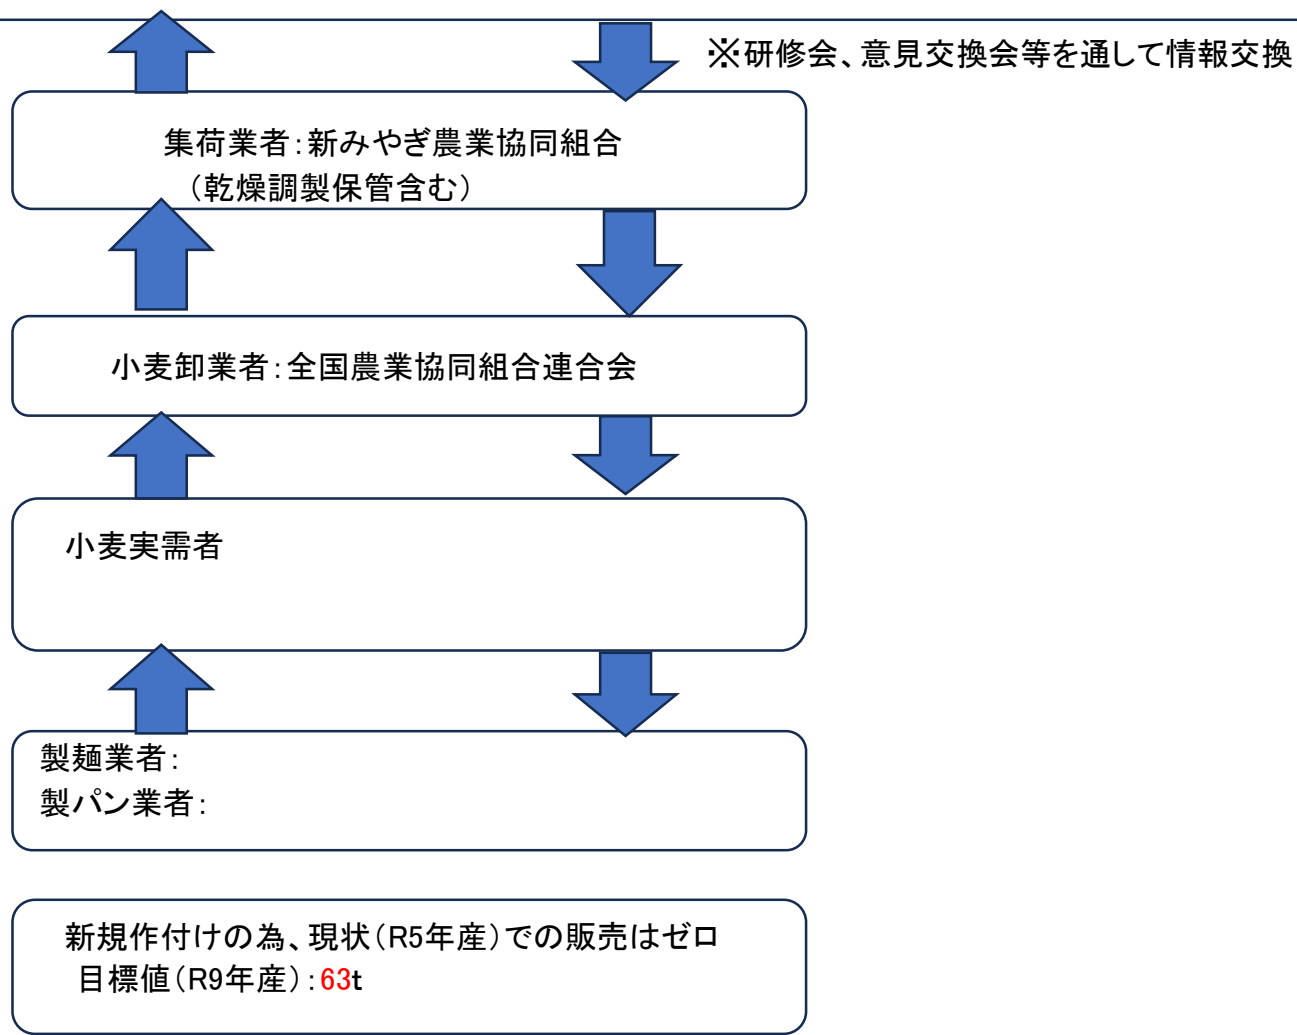 ※研修会、意見交換会等を通して情報交換
集荷業者：新みやぎ農業協同組合
（乾燥調製保管含む）
小麦卸業者：全国農業協同組合連合会
小麦実需者
製麺業者：
製パン業者：
新規作付けの為、現状（R5年産）での販売はゼロ
目標値（R9年産）：63t